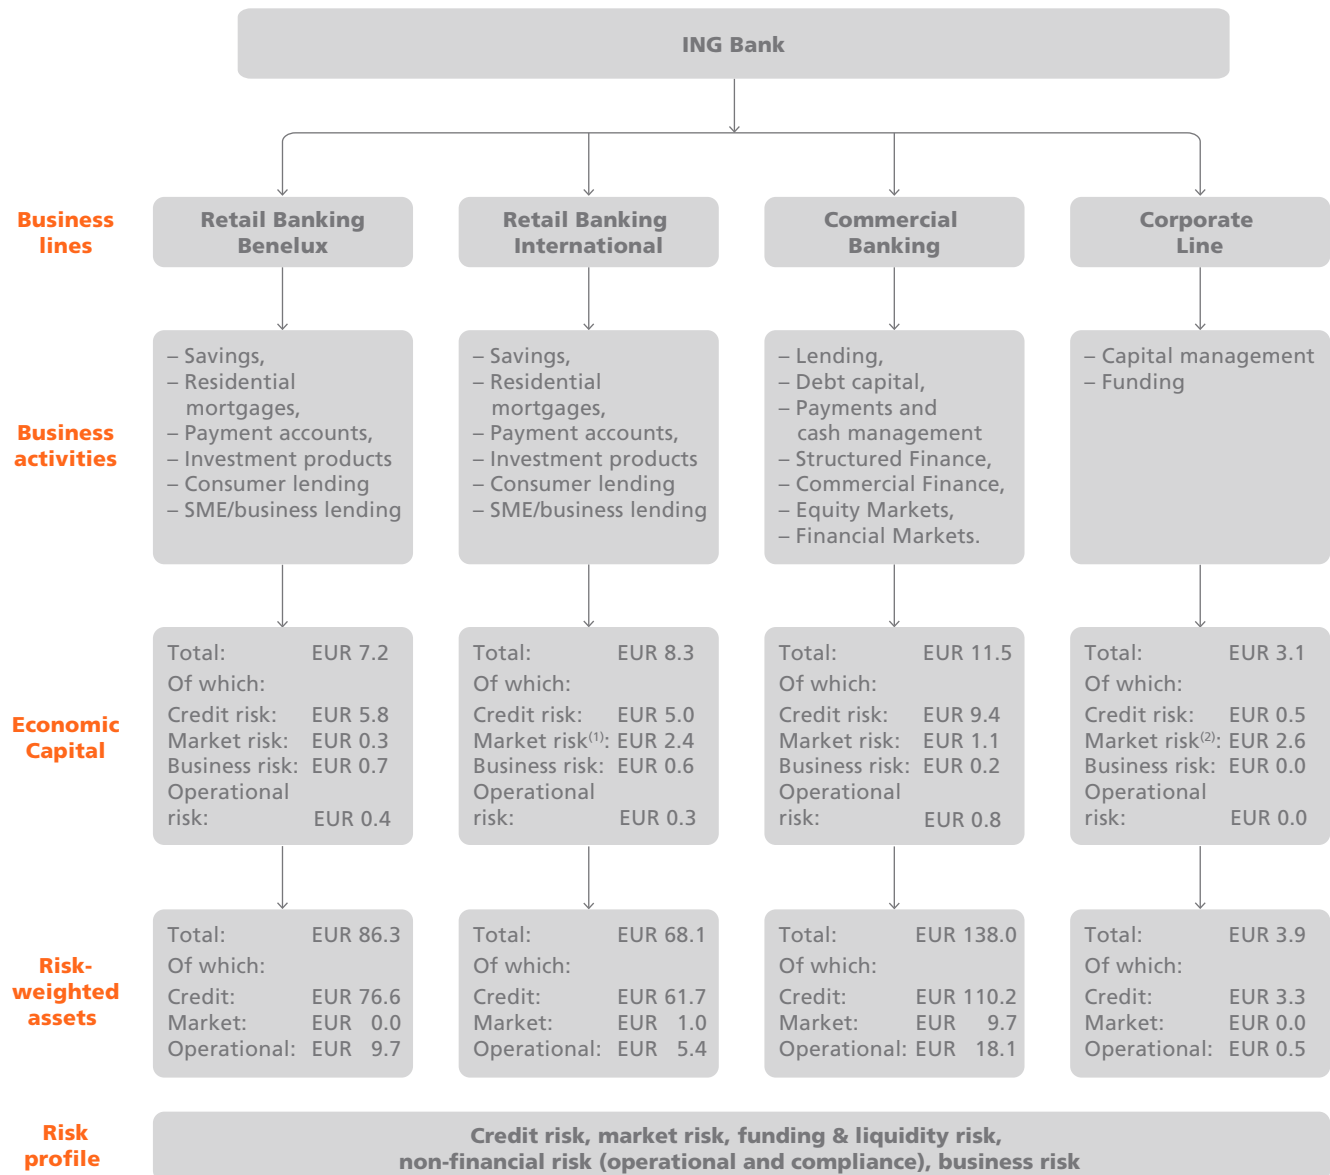 ING Bank
Business
lines
Retail Banking
Benelux
Retail Banking
International
Commercial
Banking
Corporate
Line
Business
activities
– Savings,
– Residential
mortgages,
– Payment accounts,
– Investment products
– Consumer lending
– SME/business lending
– Savings,
– Residential
mortgages,
– Payment accounts,
– Investment products
– Consumer lending
– SME/business lending
– Lending,
– Debt capital,
– Payments and
cash management
– Structured Finance,
– Commercial Finance,
– Equity Markets,
– Financial Markets.
– Capital management
– Funding
Economic
Capital
Total: EUR 7.2
Of which:
Credit risk: EUR 5.8
Market risk: EUR 0.3
Business risk: EUR 0.7
Operational
risk: EUR 0.4
Total: EUR 8.3
Of which:
Credit risk: EUR 5.0
Market risk(1): EUR 2.4
Business risk: EUR 0.6
Operational
risk: EUR 0.3
Total: EUR 11.5
Of which:
Credit risk: EUR 9.4
Market risk: EUR 1.1
Business risk: EUR 0.2
Operational
risk: EUR 0.8
Total: EUR 3.1
Of which:
Credit risk: EUR 0.5
Market risk(2): EUR 2.6
Business risk: EUR 0.0
Operational
risk: EUR 0.0
Risk-
weighted
assets
Total: EUR 86.3
Of which:
Credit: EUR 76.6
Market: EUR 0.0
Operational: EUR 9.7
Total: EUR 68.1
Of which:
Credit: EUR 61.7
Market: EUR 1.0
Operational: EUR 5.4
Total: EUR 138.0
Of which:
Credit: EUR 110.2
Market: EUR 9.7
Operational: EUR 18.1
Total: EUR 3.9
Of which:
Credit: EUR 3.3
Market: EUR 0.0
Operational: EUR 0.5
Risk
profile
Credit risk, market risk, funding & liquidity risk,
non-financial risk (operational and compliance), business risk